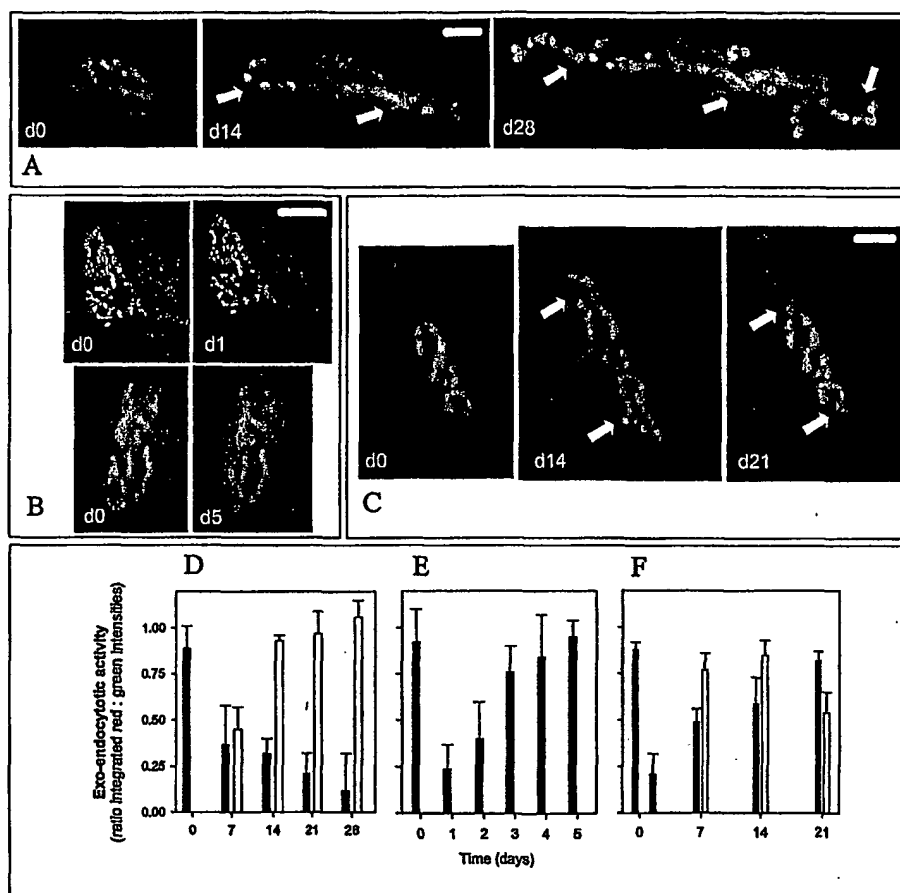 d0
d14
d28
A
d0
d1
d0
d5
B
d0
d14
d21
C
D
E
F
Exo-endocytotic activity
(ratio Integrated red : green intensities)
1.00
0.75
0.50
0.25
0.00
0 7 14 21 28
0 1 2 3 4 5
0 7 14 21
Time (days)